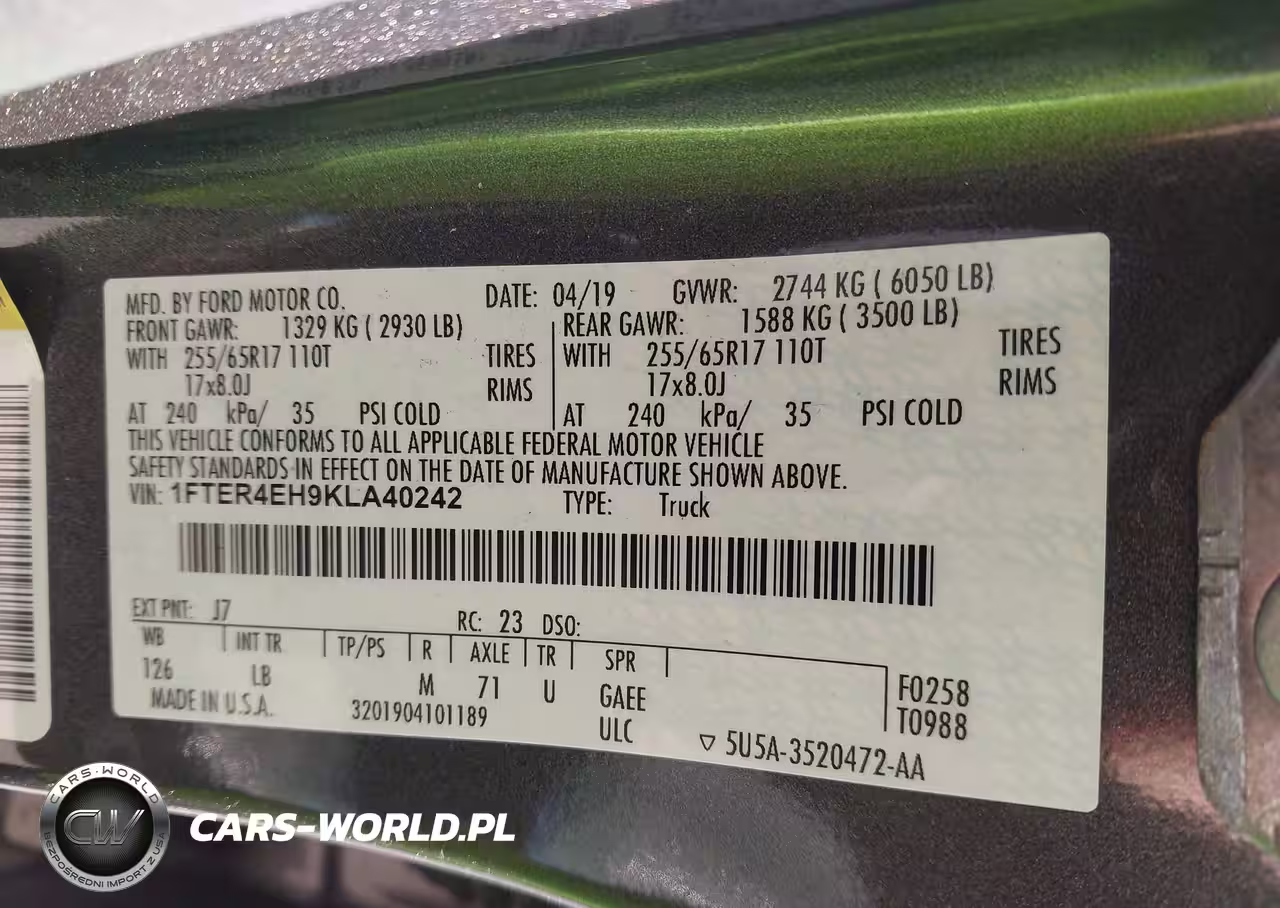 MFD. BY FORD MOTOR CO. DATE: 04/19 GVWR: 2744 KG ( 6050 LB)
FRONT GAWR: 1329 KG ( 2930 LB) REAR GAWR: 1588 KG ( 3500 LB)
WITH 255/65R17 110T TIRES WITH 255/65R17 110T TIRES
17x8.0J RIMS 17x8.0J RIMS
AT 240 kPa/ 35 PSI COLD AT 240 kPa/ 35 PSI COLD
THIS VEHICLE CONFORMS TO ALL APPLICABLE FEDERAL MOTOR VEHICLE
SAFETY STANDARDS IN EFFECT ON THE DATE OF MANUFACTURE SHOWN ABOVE.
VIN: 1FTER4EH9KLA40242 TYPE: Truck
EXT PNT: J7 RC: 23 DSO:
WB INT TR TP/PS R AXLE TR SPR
126 LB M 71 U GAEE F0258
MADE IN U.S.A. 3201904101189 ULC T0988
▽ 5U5A-3520472-AA
CARS-WORLD
CW
BEZPOŚREDNI IMPORT Z USA
CARS-WORLD.PL